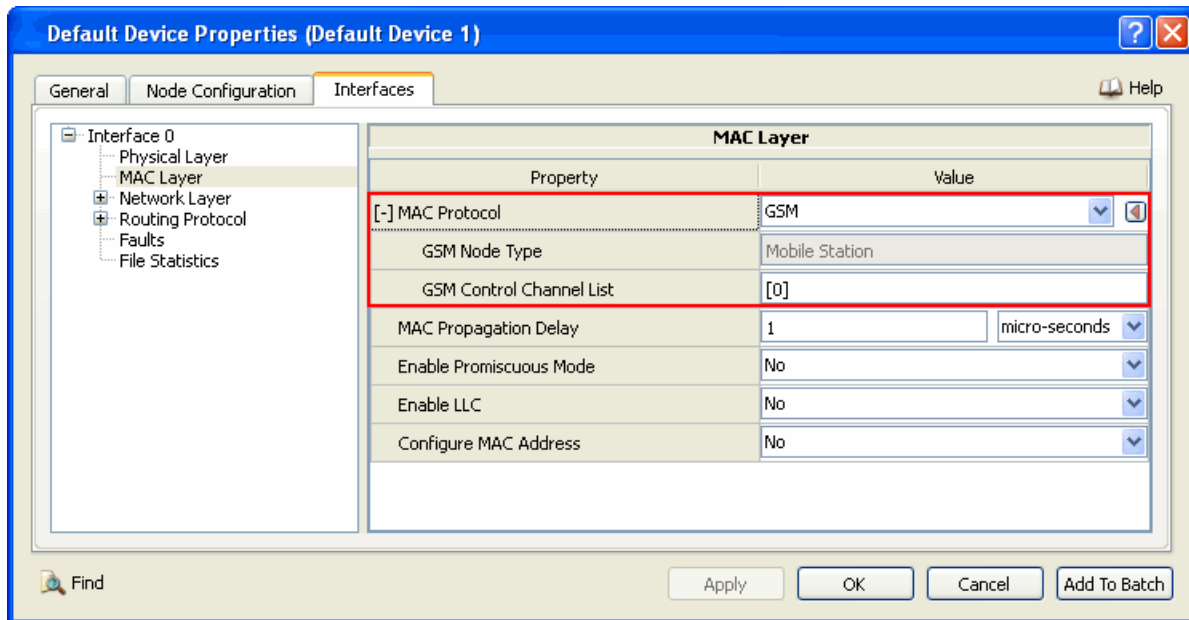 Default Device Properties (Default Device 1)
?
General Node Configuration Interfaces Help
Interface 0
Physical Layer
MAC Layer
Network Layer
Routing Protocol
Faults
File Statistics
MAC Layer
Property Value
[-] MAC Protocol GSM
GSM Node Type Mobile Station
GSM Control Channel List [0]
MAC Propagation Delay 1 micro-seconds
Enable Promiscuous Mode No
Enable LLC No
Configure MAC Address No
Find Apply OK Cancel Add To Batch